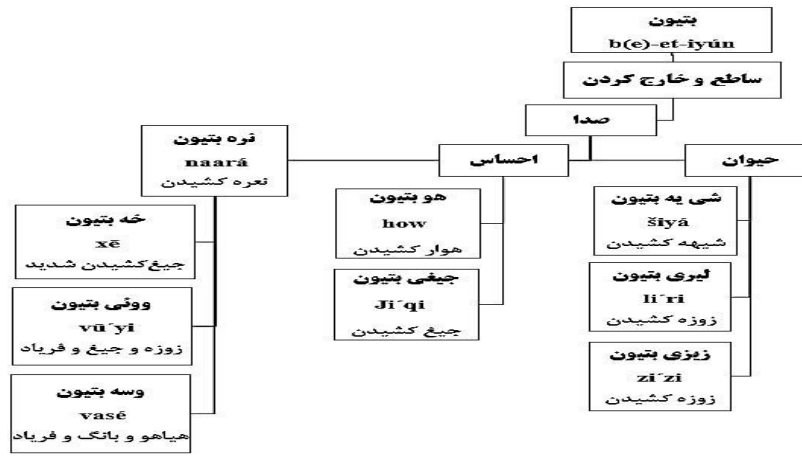 بتیون
b(e)-et-iyún
ساطع و خارج کردن
صدا
حیوان
شی یه بتیون
šiyá
شیهه کشیدن
لیری بتیون
li´ri
زوزه کشیدن
زیزی بتیون
zi´zi
زوزه کشیدن
احساس
هو بتیون
how
هوار کشیدن
جیغی بتیون
Ji´qi
جیغ کشیدن
نره بتیون
naará
نعره کشیدن
خه بتیون
xē
جیغ‌کشیدن شدید
ووئی بتیون
vū´yi
زوزه و جیغ و فریاد
وسه بتیون
vasé
هیاهو و بانگ و فریاد